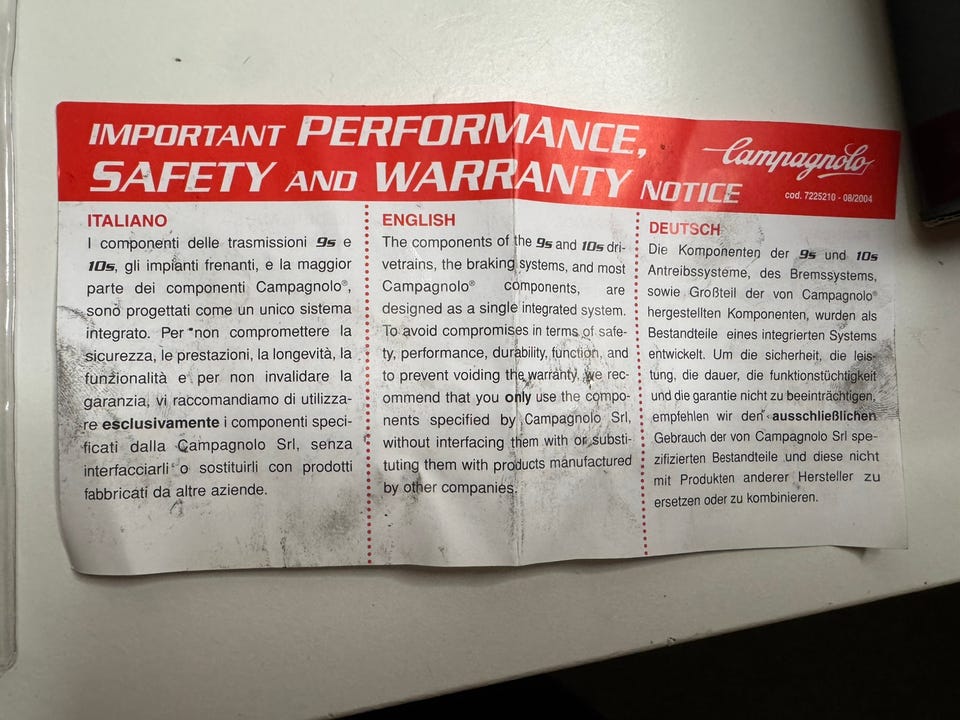 IMPORTANT PERFORMANCE,
SAFETY AND WARRANTY NOTICE
Campagnolo
cod. 7225210 - 08/2004
ITALIANO
I componenti delle trasmissioni 9s e
10s, gli impianti frenanti, e la maggior
parte dei componenti Campagnolo®,
sono progettati come un unico sistema
integrato. Per non compromettere la
sicurezza, le prestazioni, la longevità, la
funzionalità e per non invalidare la
garanzia, vi raccomandiamo di utilizza-
re esclusivamente i componenti speci-
ficati dalla Campagnolo Srl, senza
interfacciarli o sostituirli con prodotti
fabbricati da altre aziende.
ENGLISH
The components of the 9s and 10s dri-
vetrains, the braking systems, and most
Campagnolo® components, are
designed as a single integrated system.
To avoid compromises in terms of safe-
ty, performance, durability, function, and
to prevent voiding the warranty, we rec-
ommend that you only use the compo-
nents specified by Campagnolo Srl,
without interfacing them with or substi-
tuting them with products manufactured
by other companies.
DEUTSCH
Die Komponenten der 9s und 10s
Antreibssysteme, des Bremssystems,
sowie Großteil der von Campagnolo®
hergestellten Komponenten, wurden als
Bestandteile eines integrierten Systems
entwickelt. Um die sicherheit, die leis-
tung, die dauer, die funktionstüchtigkeit
und die garantie nicht zu beeinträchtigen,
empfehlen wir den ausschließlichen
Gebrauch der von Campagnolo Srl spe-
zifizierten Bestandteile und diese nicht
mit Produkten anderer Hersteller zu
ersetzen oder zu kombinieren.